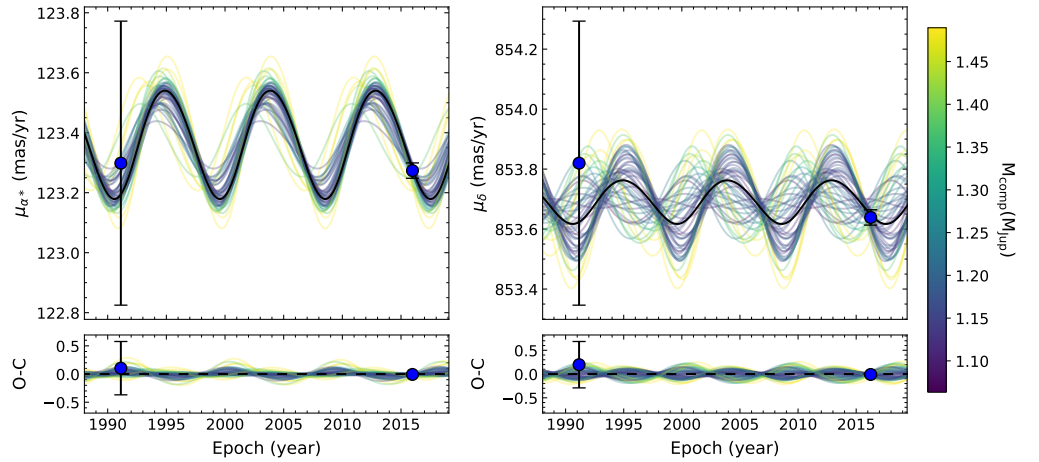 123.8
123.6
123.4
123.2
123.0
122.8
μα* (mas/yr)
854.2
854.0
853.8
853.6
853.4
μδ (mas/yr)
1.45
1.40
1.35
1.30
1.25
1.20
1.15
1.10
Mcomp(MJup)
0.5
0.0
−0.5
O-C
1990 1995 2000 2005 2010 2015
Epoch (year)
0.5
0.0
−0.5
O-C
1990 1995 2000 2005 2010 2015
Epoch (year)